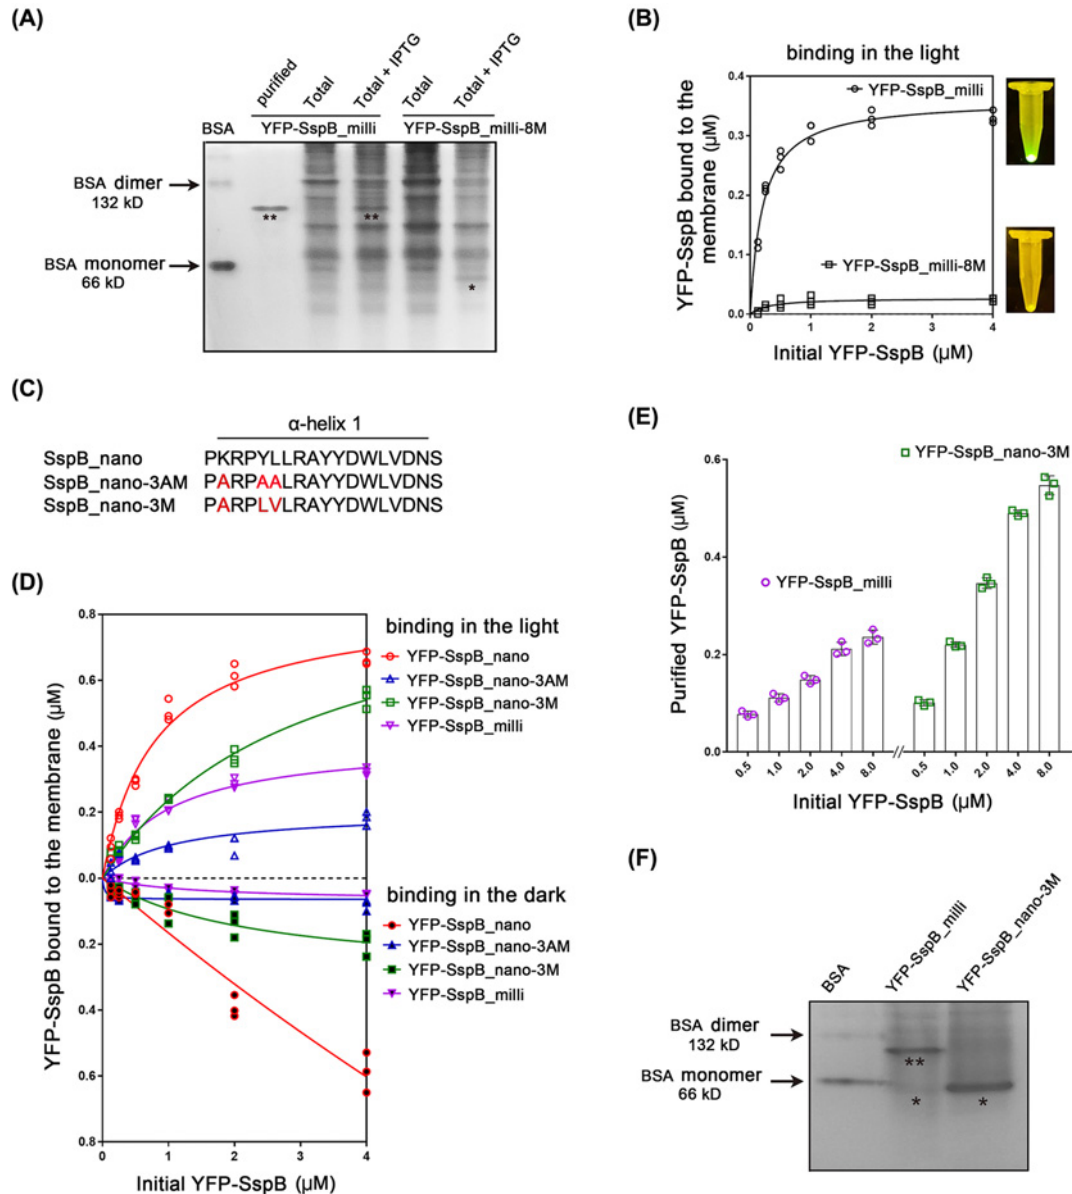 (A)
purified
Total
Total + IPTG
Total
Total + IPTG
BSA
YFP-SspB_milli
YFP-SspB_milli-8M
BSA dimer
132 kD
**
**
BSA monomer
66 kD
*
(B)
binding in the light
YFP-SspB bound to the
membrane (µM)
0.4
0.3
0.2
0.1
0.0
YFP-SspB_milli
YFP-SspB_milli-8M
0
1
2
3
4
Initial YFP-SspB (µM)
(C)
α-helix 1
SspB_nano PKRPYLLRAYYDWLVDNS
SspB_nano-3AM PARPAALRAYYDWLVDNS
SspB_nano-3M PARPLVLRAYYDWLVDNS
(D)
YFP-SspB bound to the membrane (µM)
0.8
0.6
0.4
0.2
0.0
0.2
0.4
0.6
0.8
0
1
2
3
4
Initial YFP-SspB (µM)
binding in the light
YFP-SspB_nano
YFP-SspB_nano-3AM
YFP-SspB_nano-3M
YFP-SspB_milli
binding in the dark
YFP-SspB_nano
YFP-SspB_nano-3AM
YFP-SspB_nano-3M
YFP-SspB_milli
(E)
Purified YFP-SspB (µM)
0.6
0.4
0.2
0.0
YFP-SspB_milli
YFP-SspB_nano-3M
0.5
1.0
2.0
4.0
8.0
0.5
1.0
2.0
4.0
8.0
Initial YFP-SspB (µM)
(F)
BSA
YFP-SspB_milli
YFP-SspB_nano-3M
BSA dimer
132 kD
**
BSA monomer
66 kD
*
*